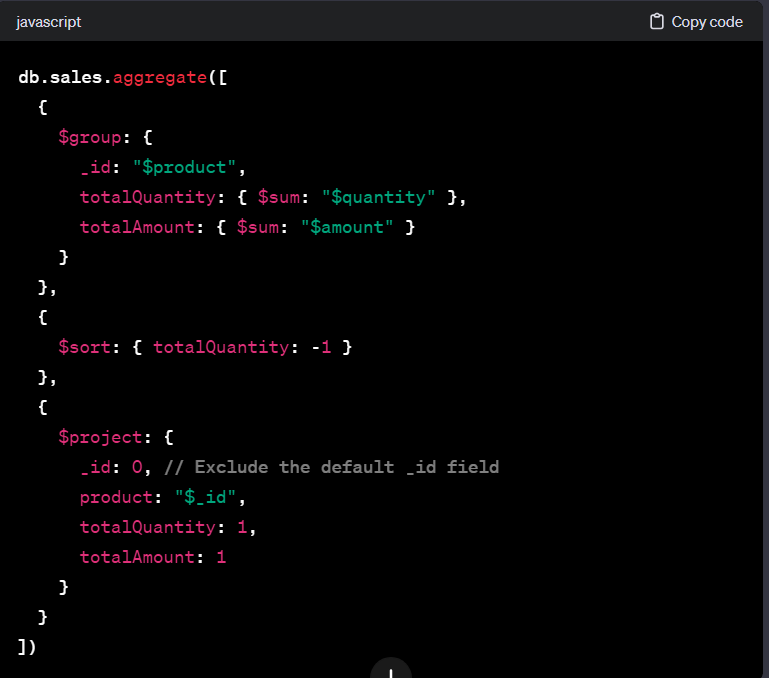 javascript
Copy code
db.sales.aggregate([
  {
    $group: {
      _id: "$product",
      totalQuantity: { $sum: "$quantity" },
      totalAmount: { $sum: "$amount" }
    }
  },
  {
    $sort: { totalQuantity: -1 }
  },
  {
    $project: {
      _id: 0, // Exclude the default _id field
      product: "$_id",
      totalQuantity: 1,
      totalAmount: 1
    }
  }
])